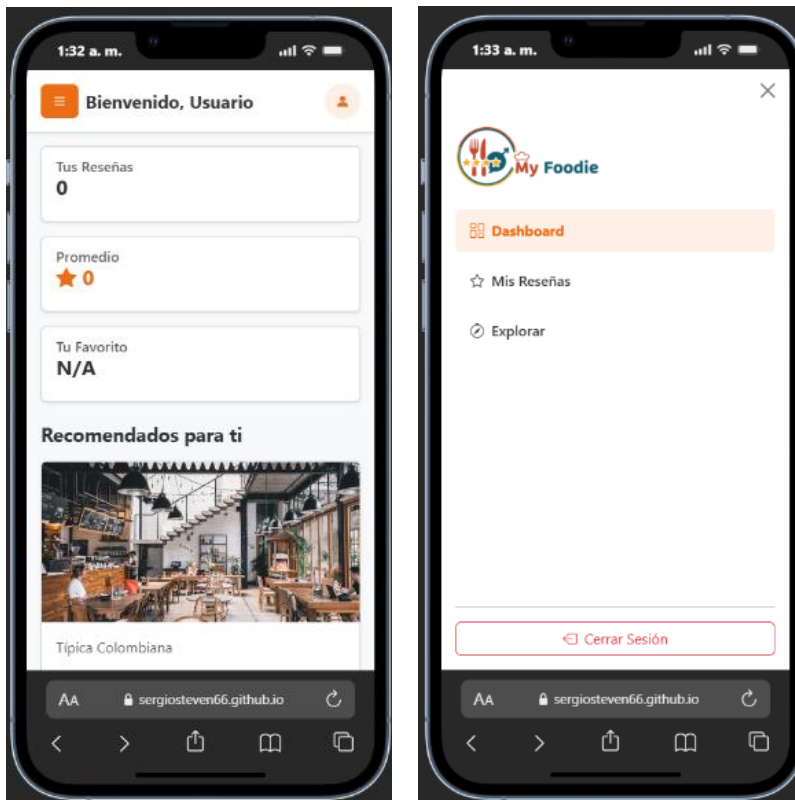 1:32 a. m.
Bienvenido, Usuario
Tus Reseñas
0
Promedio
0
Tu Favorito
N/A
Recomendados para ti
Típica Colombiana
AA
sergiosteven66.github.io
1:33 a. m.
My Foodie
Dashboard
Mis Reseñas
Explorar
Cerrar Sesión
AA
sergiosteven66.github.io